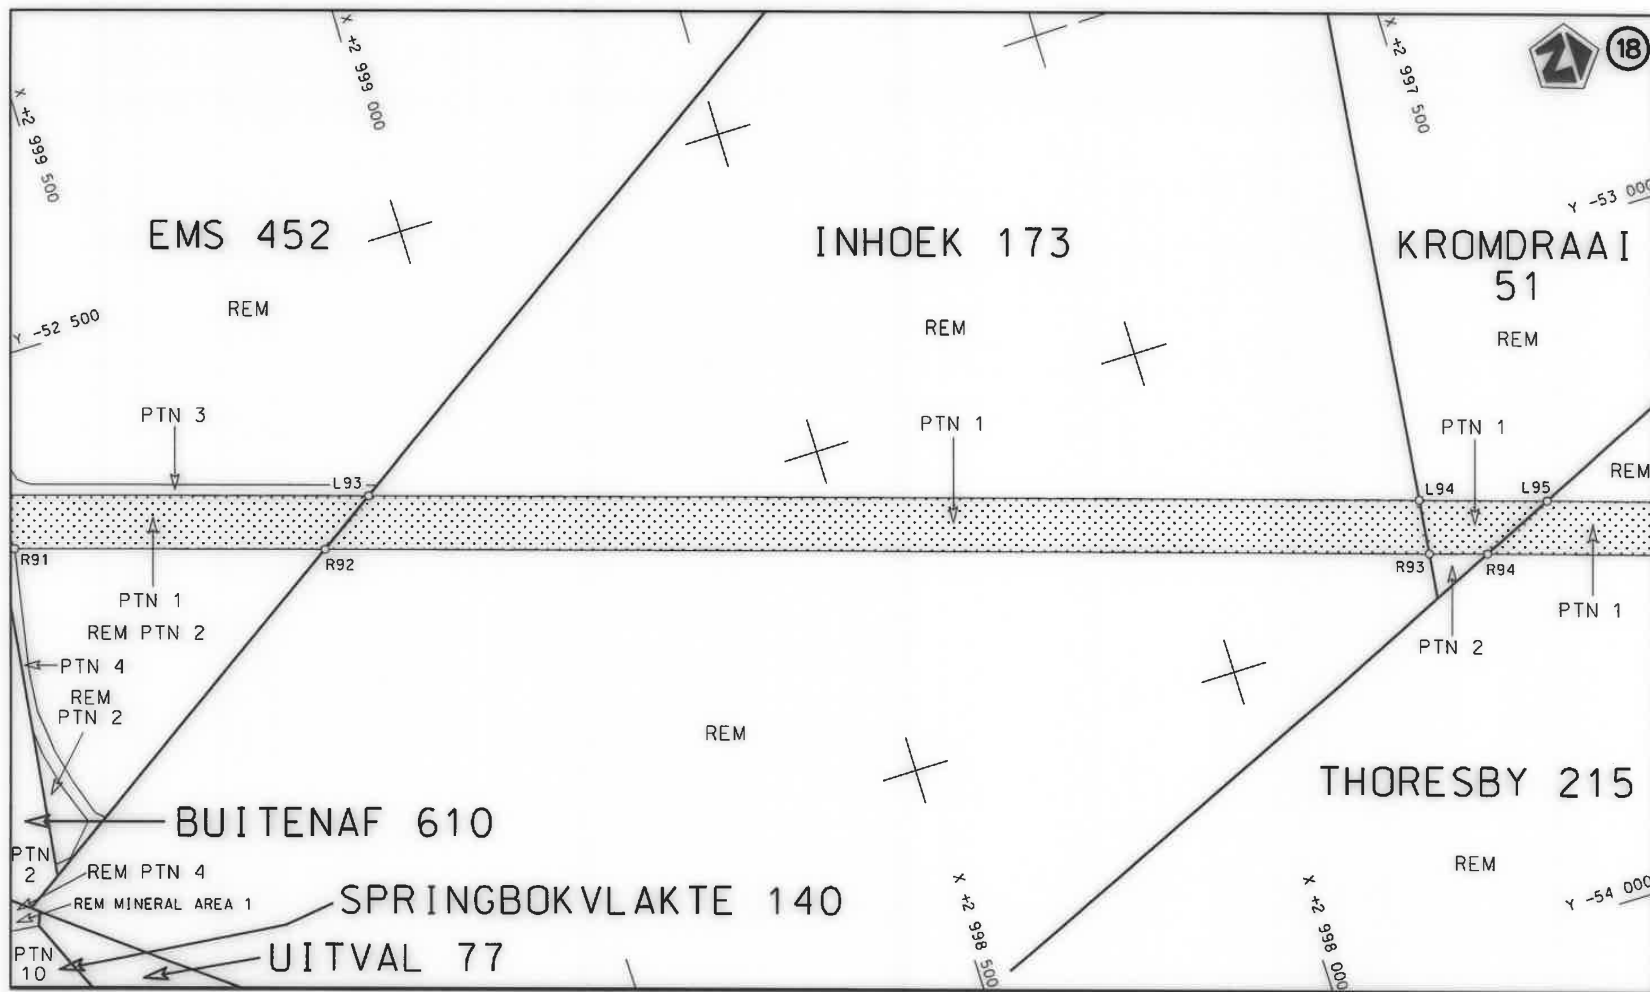 X +2 999 500
X +2 999 000
X +2 997 500
18
Y -53 000
EMS 452
REM
INHOEK 173
REM
KROMDRAAI
51
REM
Y -52 500
PTN 3
PTN 1
PTN 1
REM
L93
L94
L95
R91
R92
R93
R94
PTN 1
REM PTN 2
PTN 1
PTN 2
PTN 4
REM
PTN 2
REM
THORESBY 215
REM
BUITENAF 610
PTN
2
REM PTN 4
REM MINERAL AREA 1
SPRINGBOKVLAKTE 140
UITVAL 77
PTN
10
X +2 998 500
X +2 998 000
Y -54 000